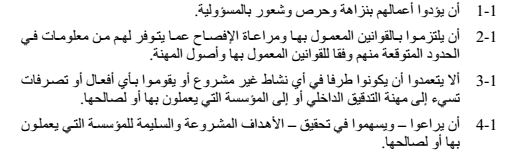 1-1 أن يؤدوا أعمالهم بنزاهة وحرص وشعور بالمسؤولية.
2-1 أن يلتزموا بالقوانين المعمول بها ومراعاة الإفصاح عما يتوفر لهم من معلومات في
الحدود المتوقعة منهم وفقا للقوانين المعمول بها وأصول المهنة.
3-1 ألا يتعمدوا أن يكونوا طرفا في أي نشاط غير مشروع أو يقوموا بأي أفعال أو تصرفات
تسيء إلى مهنة التدقيق الداخلي أو إلى المؤسسة التي يعملون بها أو لصالحها.
4-1 أن يراعوا – ويسهموا في تحقيق – الأهداف المشروعة والسليمة للمؤسسة التي يعملون
بها أو لصالحها.